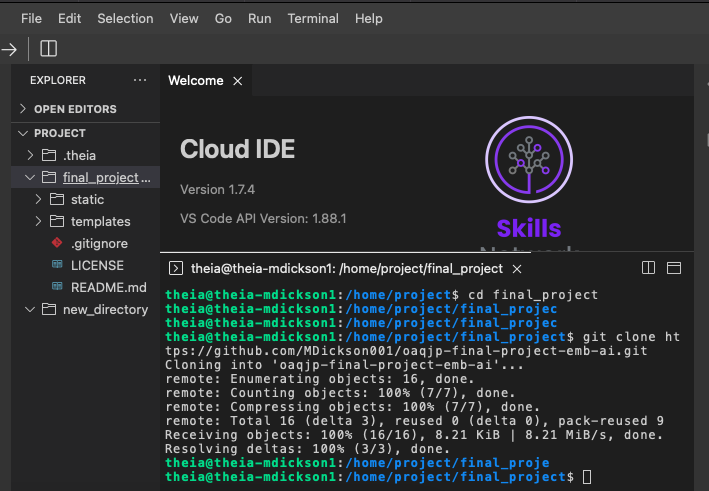 File Edit Selection View Go Run Terminal Help
EXPLORER ...
Welcome
OPEN EDITORS
PROJECT
.theia
final_project...
static
templates
.gitignore
LICENSE
README.md
new_directory
Cloud IDE
Version 1.7.4
VS Code API Version: 1.88.1
Skills
theia@theia-mdickson1: /home/project/final_project
theia@theia-mdickson1:/home/project$ cd final_project
theia@theia-mdickson1:/home/project/final_projec
theia@theia-mdickson1:/home/project/final_projec
theia@theia-mdickson1:/home/project/final_project$ git clone ht
tps://github.com/MDickson001/oaqjp-final-project-emb-ai.git
Cloning into 'oaqjp-final-project-emb-ai'...
remote: Enumerating objects: 16, done.
remote: Counting objects: 100% (7/7), done.
remote: Compressing objects: 100% (7/7), done.
remote: Total 16 (delta 3), reused 0 (delta 0), pack-reused 9
Receiving objects: 100% (16/16), 8.21 KiB | 8.21 MiB/s, done.
Resolving deltas: 100% (3/3), done.
theia@theia-mdickson1:/home/project/final_proje
theia@theia-mdickson1:/home/project/final_project$